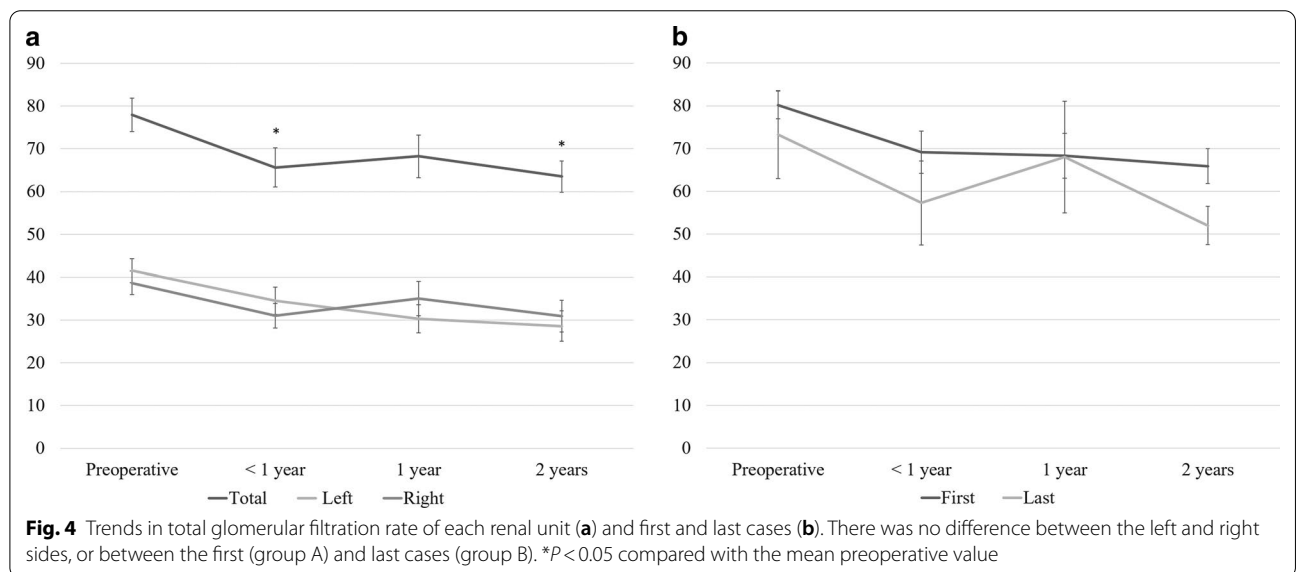 a
90
80
70
60
50
40
30
20
10
0
*
*
Preoperative < 1 year 1 year 2 years
Total Left Right
b
90
80
70
60
50
40
30
20
10
0
Preoperative < 1 year 1 year 2 years
First Last
Fig. 4 Trends in total glomerular filtration rate of each renal unit (a) and first and last cases (b). There was no difference between the left and right
sides, or between the first (group A) and last cases (group B). *P < 0.05 compared with the mean preoperative value